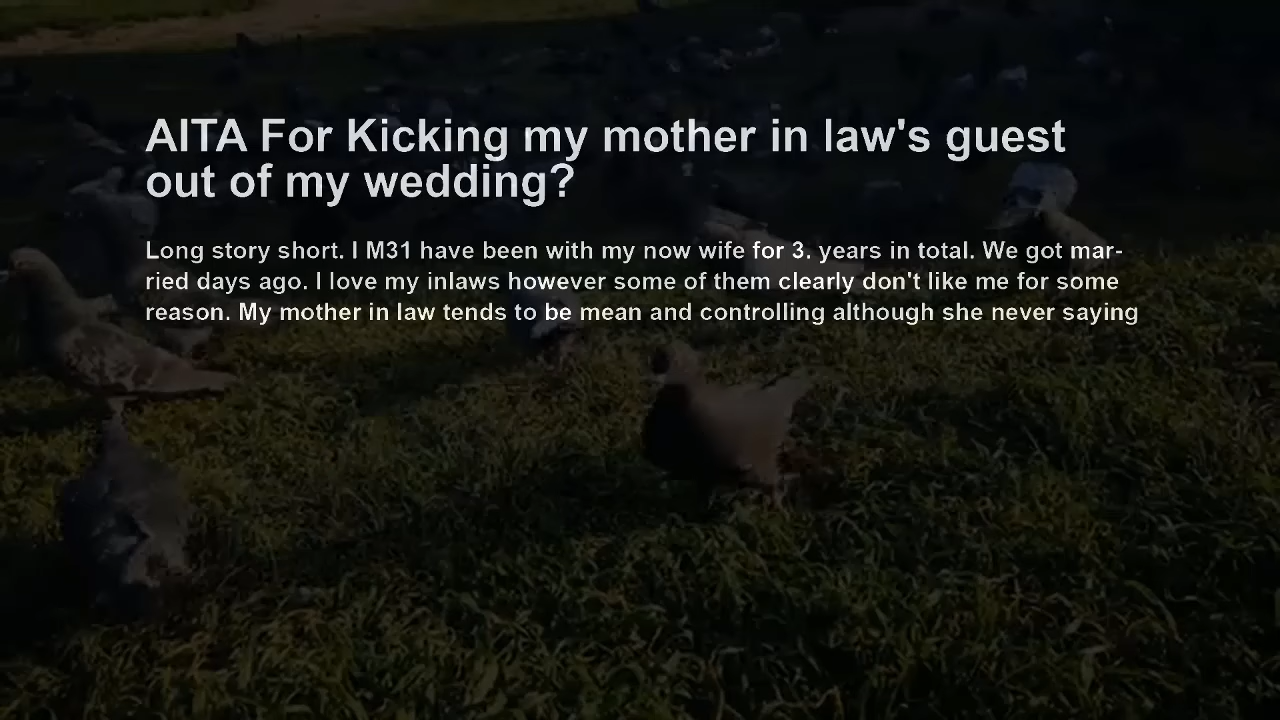 AITA For Kicking my mother in law's guest
out of my wedding?
Long story short. I M31 have been with my now wife for 3. years in total. We got mar-
ried days ago. I love my inlaws however some of them clearly don't like me for some
reason. My mother in law tends to be mean and controlling although she never saying